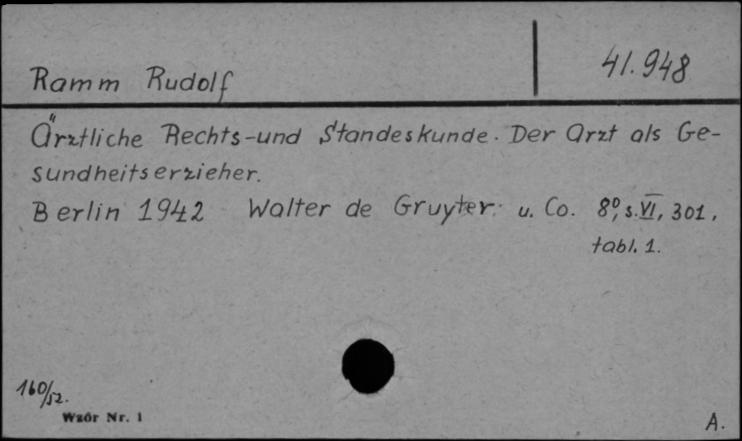 Ramm Rudolf
41.948
Ärztliche Rechts-und Standeskunde. Der Arzt als Ge-
sundheitserzieher.
Berlin 1942 Walter de Gruyter u. Co. 8°, s. VI, 301,
tabl. 1.
160/52.
Wzór Nr. 1
A.